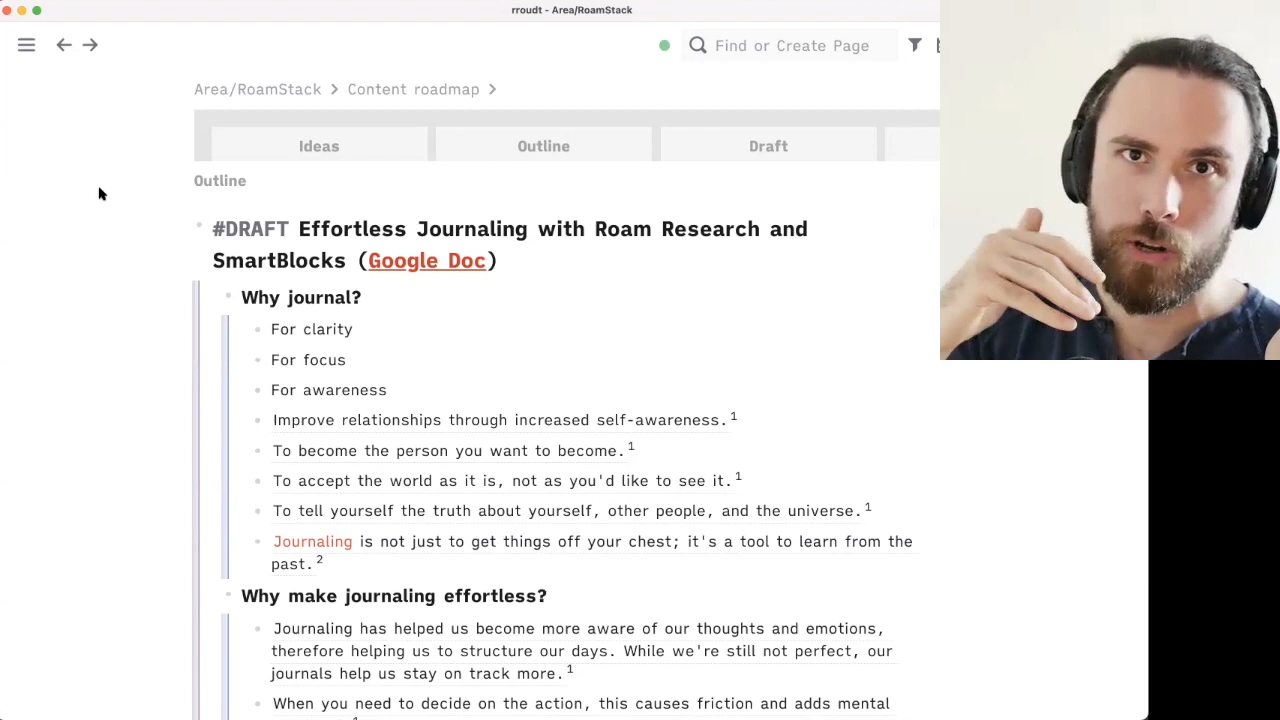 rroudt - Area/RoamStack
Find or Create Page
Area/RoamStack > Content roadmap >
Ideas
Outline
Draft
Outline
#DRAFT Effortless Journaling with Roam Research and
SmartBlocks (Google Doc)
Why journal?
For clarity
For focus
For awareness
Improve relationships through increased self-awareness.1
To become the person you want to become.1
To accept the world as it is, not as you'd like to see it.1
To tell yourself the truth about yourself, other people, and the universe.1
Journaling is not just to get things off your chest; it's a tool to learn from the
past.2
Why make journaling effortless?
Journaling has helped us become more aware of our thoughts and emotions,
therefore helping us to structure our days. While we're still not perfect, our
journals help us stay on track more.1
When you need to decide on the action, this causes friction and adds mental